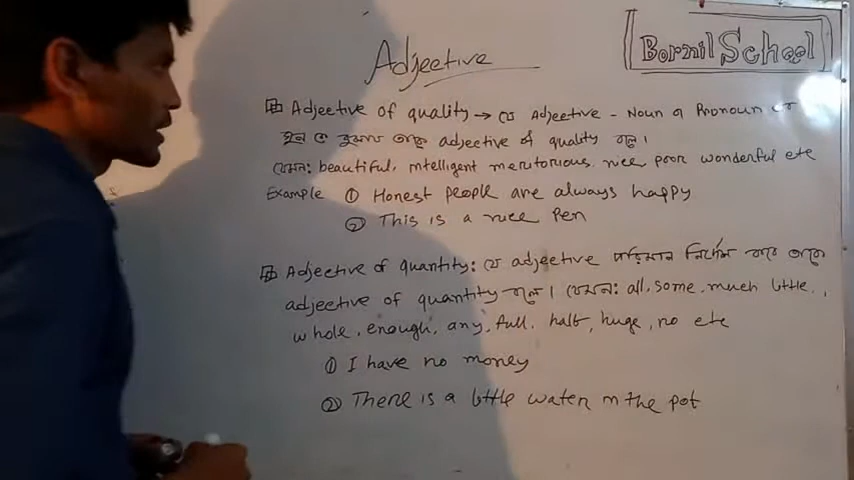 Bornil School
Adjective
Adjective of quality → যে Adjective - Noun বা Pronoun এর
গুন কে বুঝায় তাকে adjective of quality বলে।
যেমন: beautiful, intelligent meritorious. nice poor wonderful etc
Example ① Honest people are always happy
② This is a nice Pen
Adjective of quantity: যে adjective পরিমান নির্দেশ করে তাকে
adjective of quantity বলে। যেমন: all, some, much little,
whole, enough, any, full, half, huge, no etc
① I have no money
② There is a little water in the pot